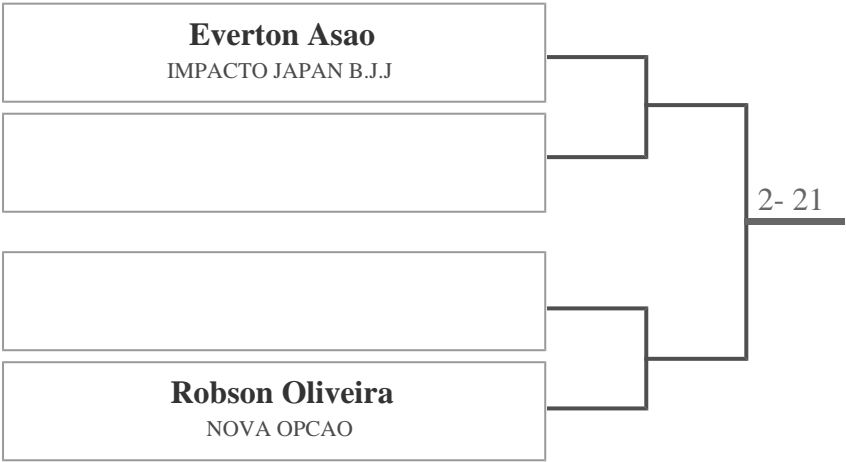 Everton Asao
IMPACTO JAPAN B.J.J
2- 21
Robson Oliveira
NOVA OPCAO